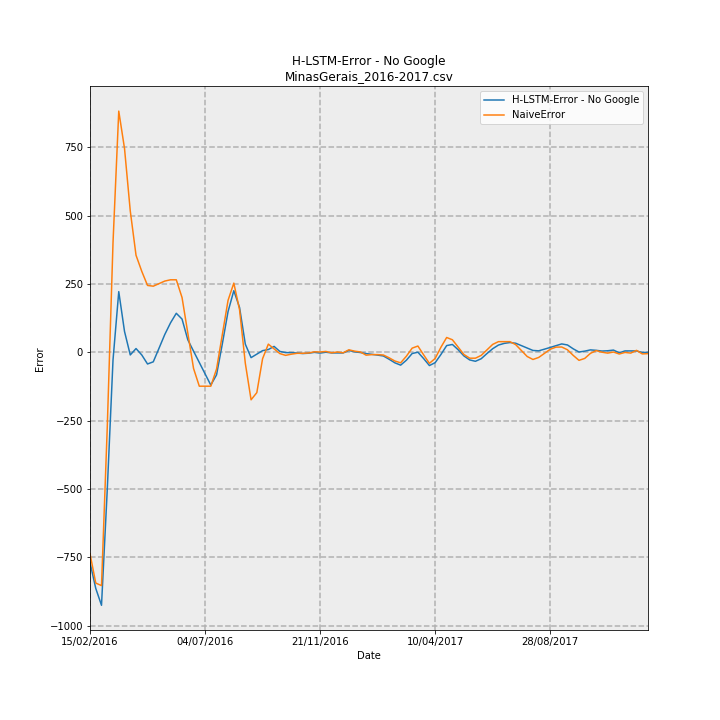 H-LSTM-Error - No Google
MinasGerais_2016-2017.csv
H-LSTM-Error - No Google
NaiveError
750
500
250
0
−250
−500
−750
−1000
Error
15/02/2016
04/07/2016
21/11/2016
10/04/2017
28/08/2017
Date